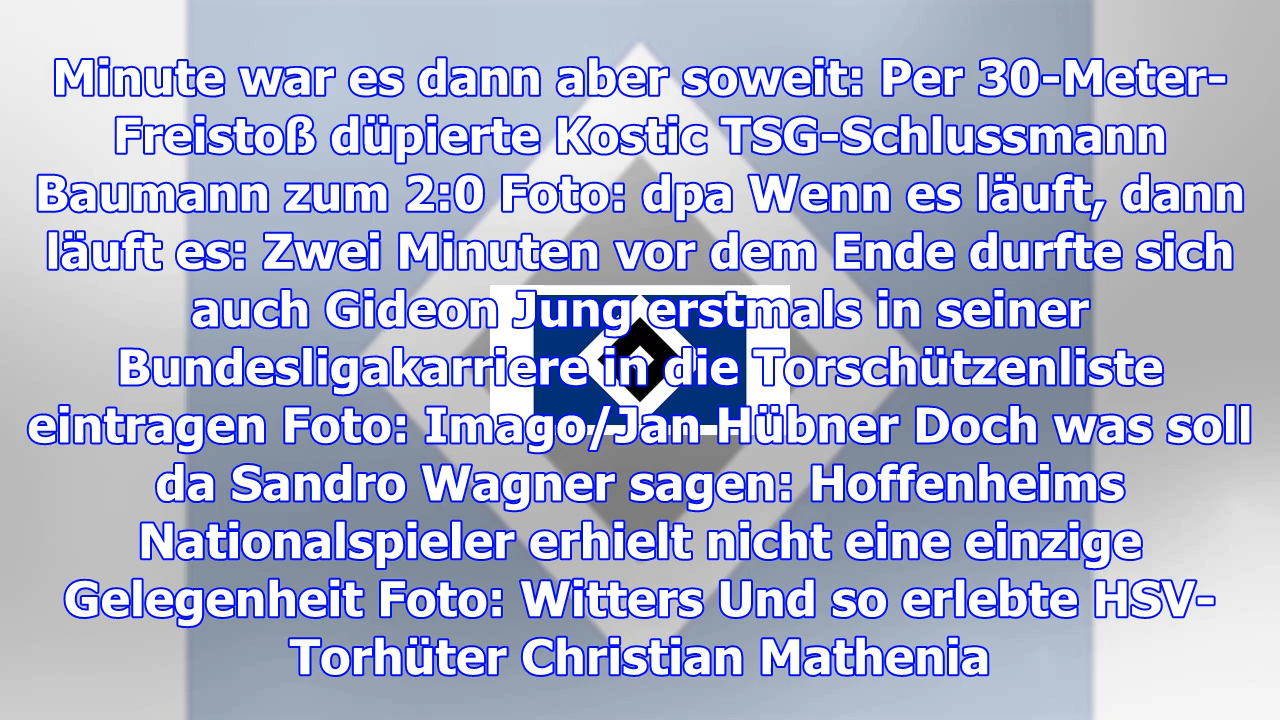 Minute war es dann aber soweit: Per 30-Meter-
Freistoß düpierte Kostic TSG-Schlussmann
Baumann zum 2:0 Foto: dpa Wenn es läuft, dann
läuft es: Zwei Minuten vor dem Ende durfte sich
auch Gideon Jung erstmals in seiner
Bundesligakarriere in die Torschützenliste
eintragen Foto: Imago/Jan Hübner Doch was soll
da Sandro Wagner sagen: Hoffenheims
Nationalspieler erhielt nicht eine einzige
Gelegenheit Foto: Witters Und so erlebte HSV-
Torhüter Christian Mathenia